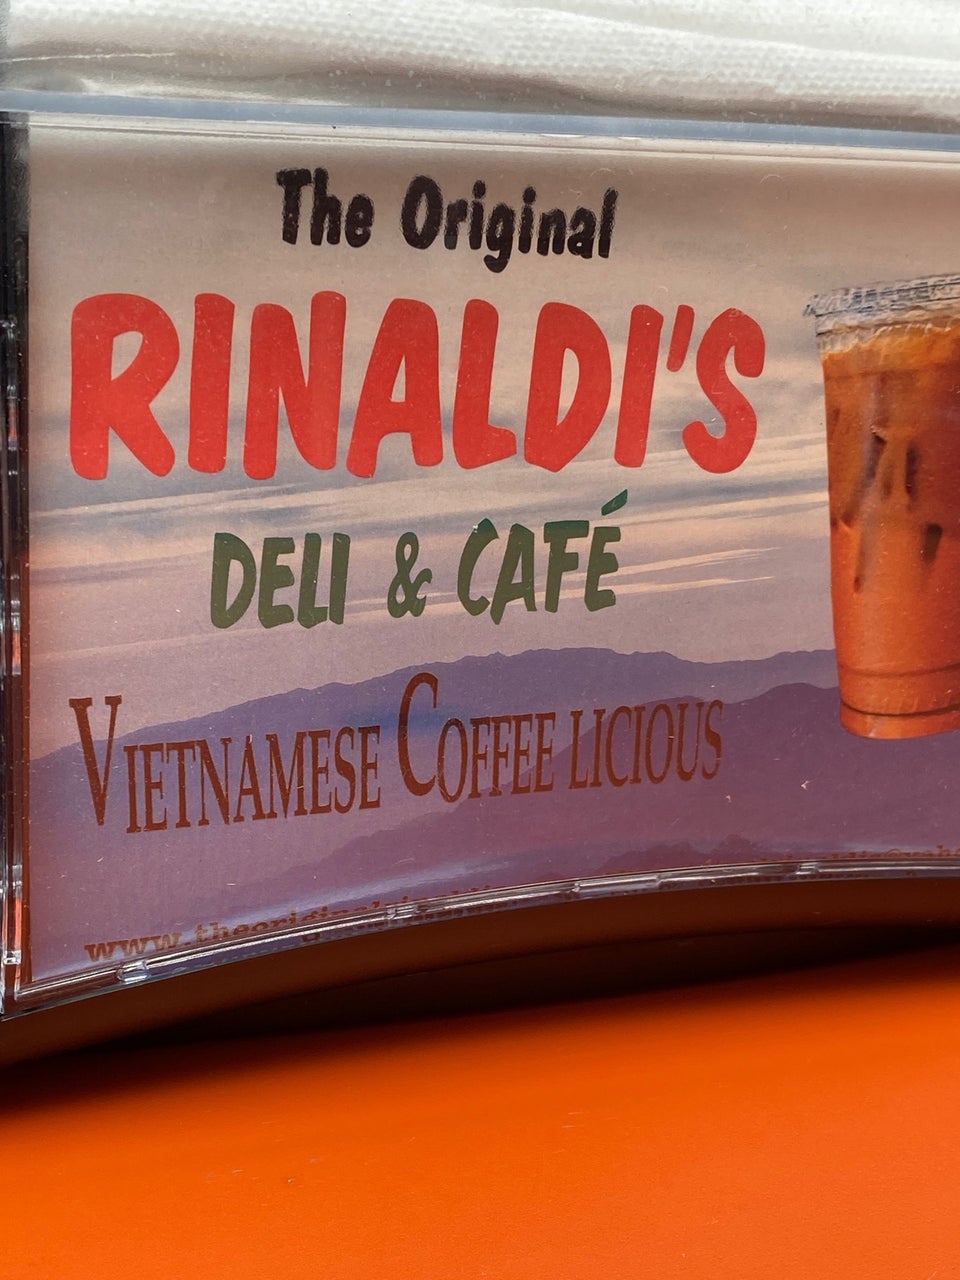 The Original
RINALDI'S
DELI & CAFÉ
VIETNAMESE COFFEE LICIOUS